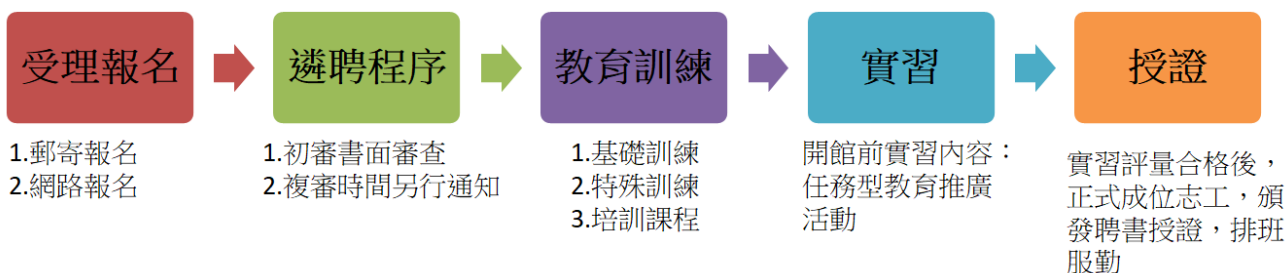 受理報名
遴聘程序
教育訓練
實習
授證
1.郵寄報名
2.網路報名
1.初審書面審查
2.複審時間另行通知
1.基礎訓練
2.特殊訓練
3.培訓課程
開館前實習內容：
任務型教育推廣
活動
實習評量合格後，
正式成位志工，頒
發聘書授證，排班
服勤